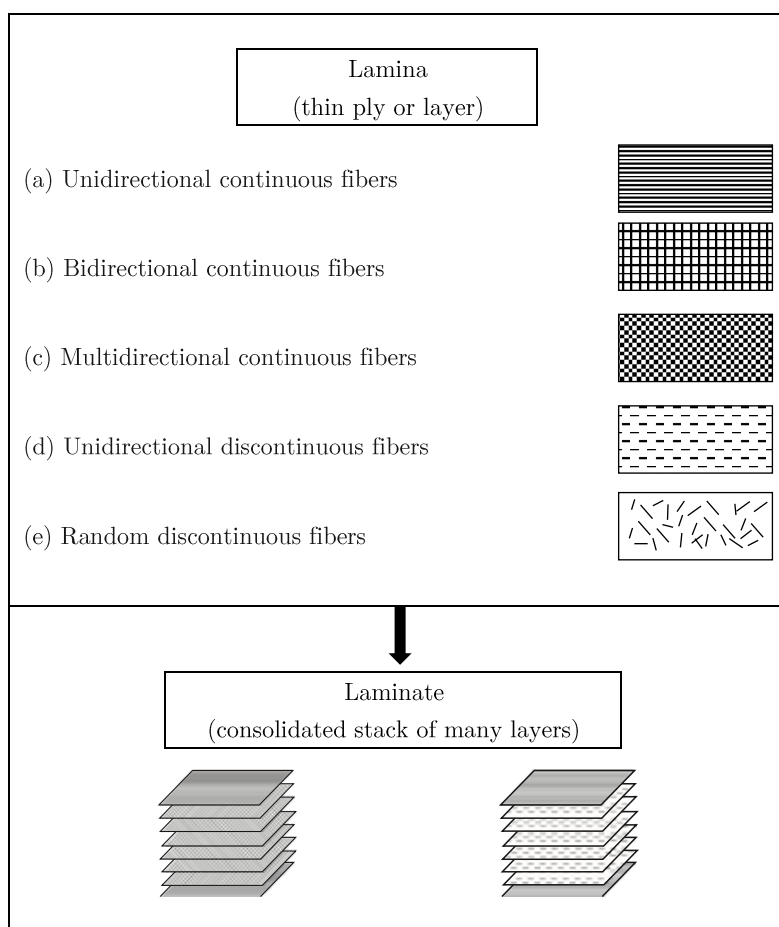 Lamina
(thin ply or layer)
(a) Unidirectional continuous fibers
(b) Bidirectional continuous fibers
(c) Multidirectional continuous fibers
(d) Unidirectional discontinuous fibers
(e) Random discontinuous fibers
Laminate
(consolidated stack of many layers)